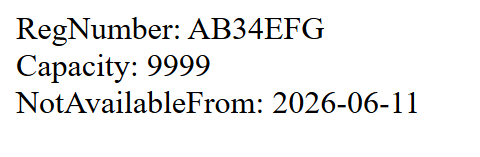 RegNumber: AB34EFG
Capacity: 9999
NotAvailableFrom: 2026-06-11